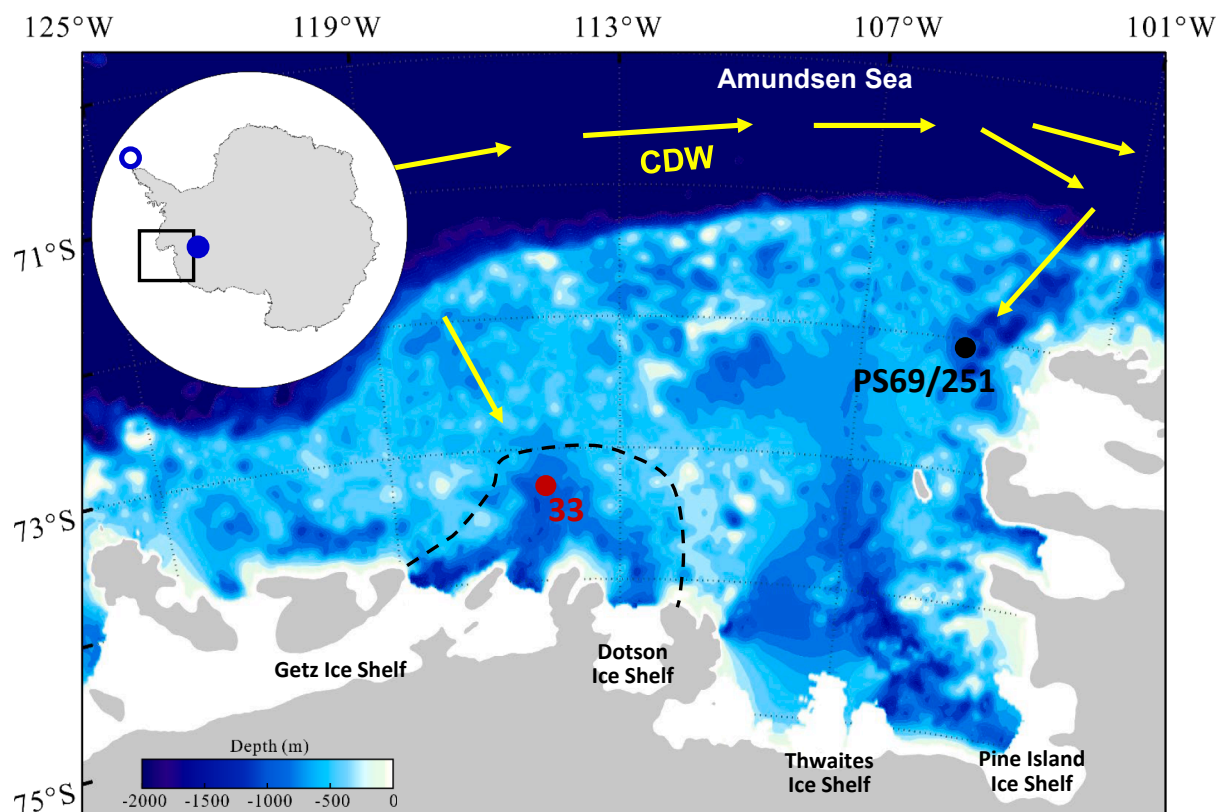 125°W 119°W 113°W 107°W 101°W
Amundsen Sea
CDW
71°S
PS69/251
33
73°S
Getz Ice Shelf
Dotson
Ice Shelf
Thwaites
Ice Shelf
Pine Island
Ice Shelf
Depth (m)
-2000 -1500 -1000 -500 0
75°S